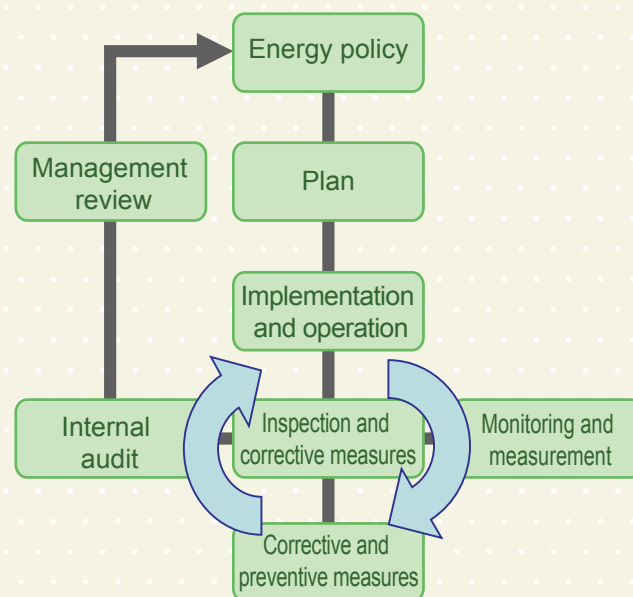 Energy policy
Management
review
Plan
Implementation
and operation
Internal
audit
Inspection and
corrective measures
Monitoring and
measurement
Corrective and
preventive measures